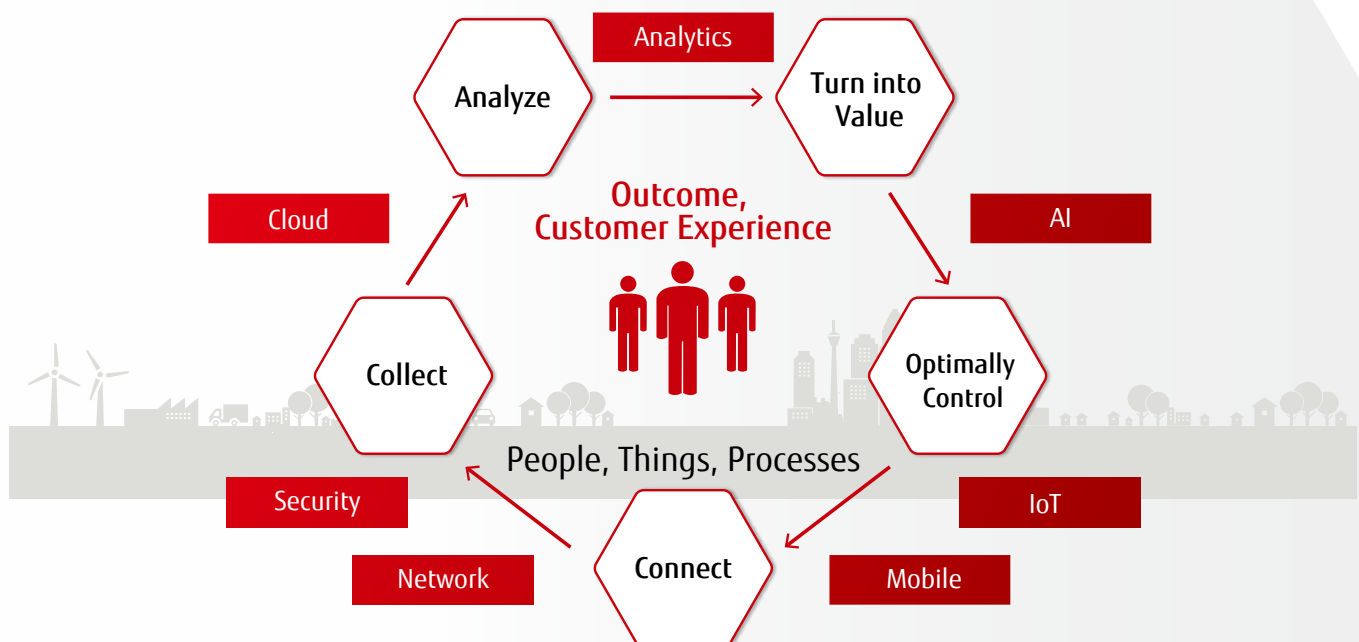 Analytics
Analyze
Turn into
Value
Outcome,
Customer Experience
Cloud
AI
Collect
Optimally
Control
People, Things, Processes
Security
IoT
Network
Connect
Mobile